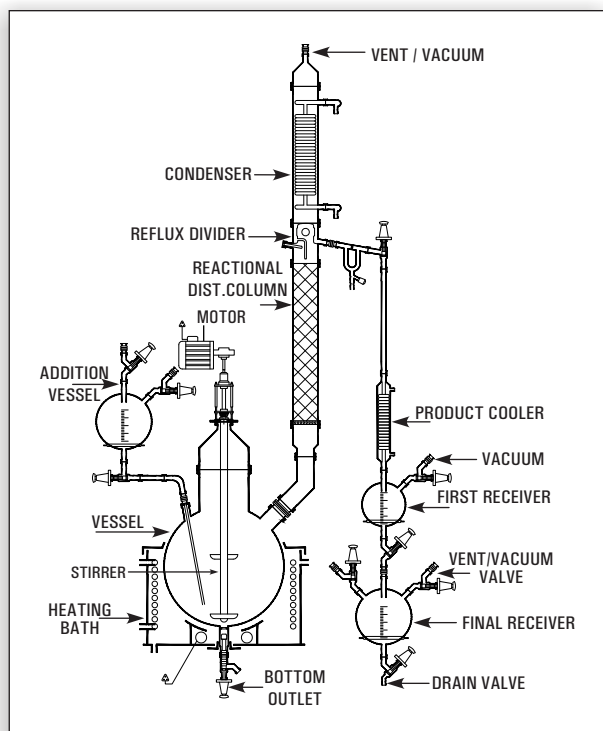 VENT / VACUUM
CONDENSER
REFLUX DIVIDER
REACTIONAL
DIST.COLUMN
MOTOR
ADDITION
VESSEL
PRODUCT COOLER
VACUUM
FIRST RECEIVER
VESSEL
STIRRER
VENT/VACUUM
VALVE
HEATING
BATH
FINAL RECEIVER
BOTTOM
OUTLET
DRAIN VALVE